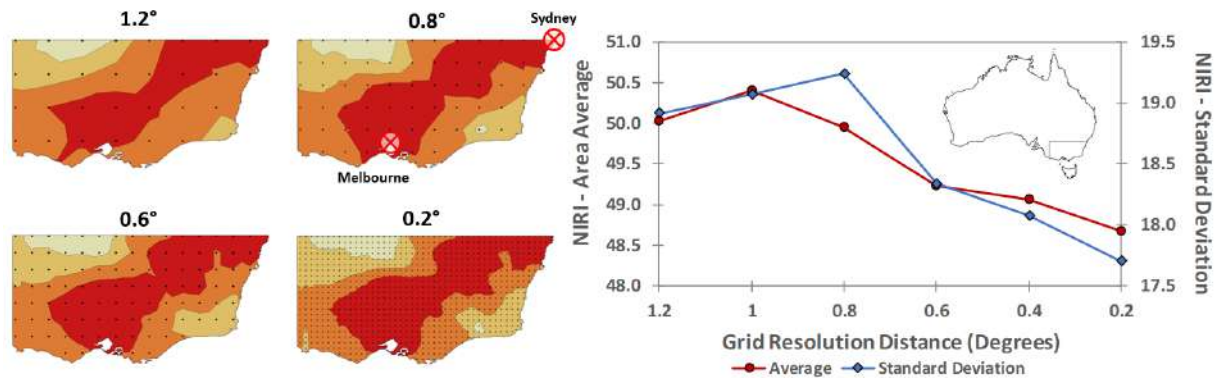 1.2°
0.8°
Sydney
Melbourne
0.6°
0.2°
NIRI - Area Average
51.0
50.5
50.0
49.5
49.0
48.5
48.0
19.5
19.0
18.5
18.0
17.5
NIRI - Standard
Deviation
1.2
1
0.8
0.6
0.4
0.2
Grid Resolution Distance (Degrees)
Average
Standard Deviation